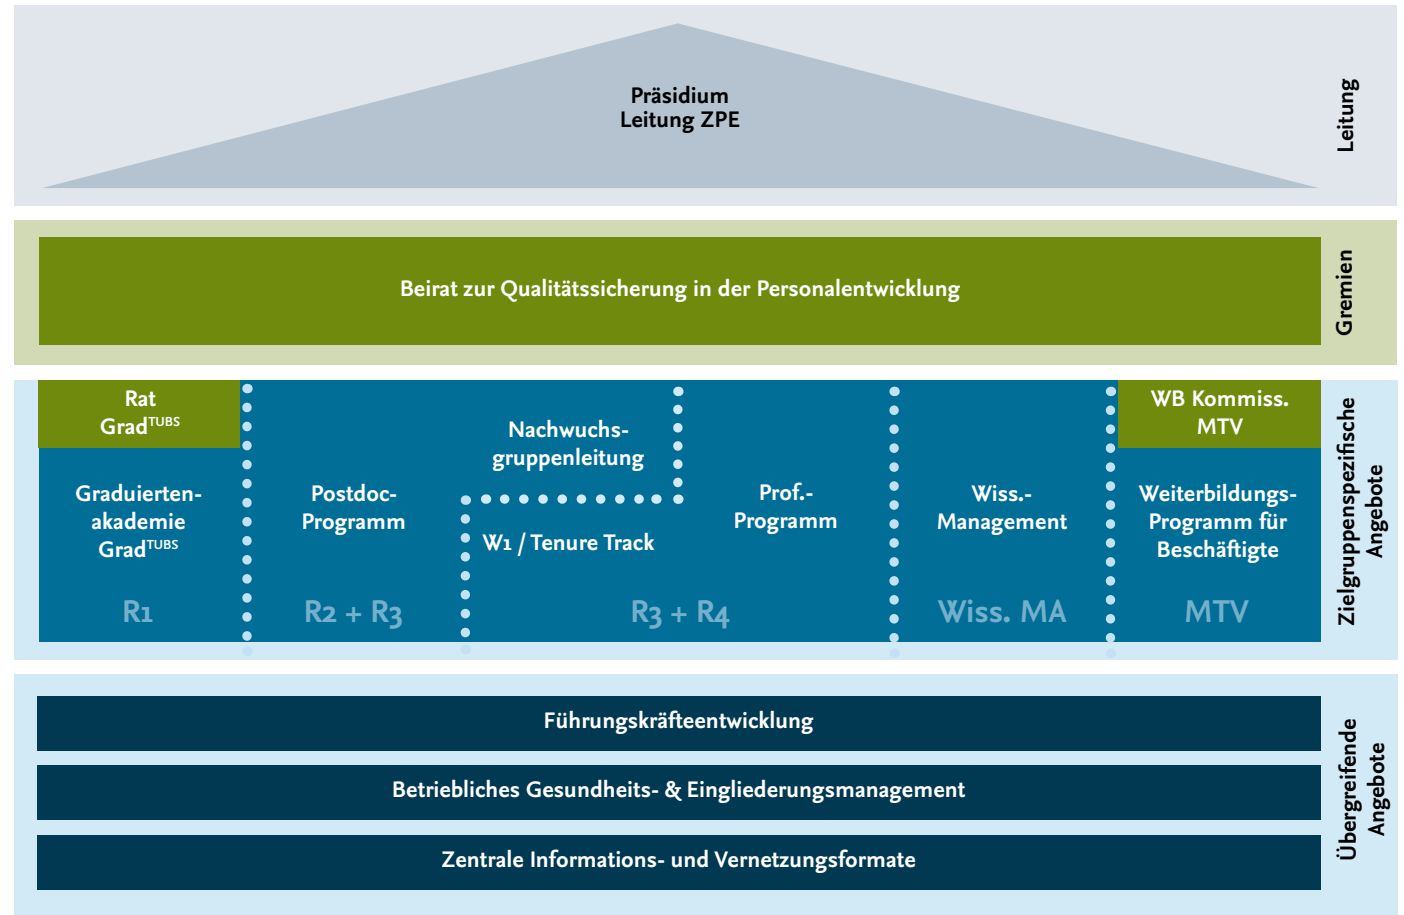 Präsidium
Leitung ZPE
Leitung
Beirat zur Qualitätssicherung in der Personalentwicklung
Gremien
Rat
GradTUBS
Graduierten-
akademie
GradTUBS
R1
Postdoc-
Programm
R2 + R3
Nachwuchs-
gruppenleitung
W1 / Tenure Track
Prof.-
Programm
R3 + R4
Wiss.-
Management
Wiss. MA
WB Kommiss.
MTV
Weiterbildungs-
Programm für
Beschäftigte
MTV
Zielgruppenspezifische
Angebote
Führungskräfteentwicklung
Betriebliches Gesundheits- & Eingliederungsmanagement
Zentrale Informations- und Vernetzungsformate
Übergreifende
Angebote